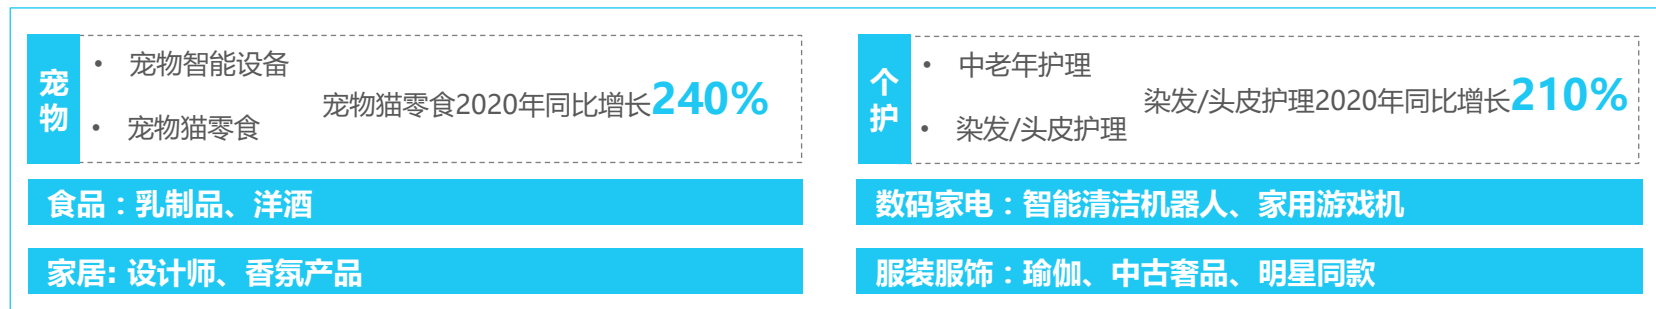 宠物
• 宠物智能设备
• 宠物猫零食
宠物猫零食2020年同比增长240%
个护
• 中老年护理
• 染发/头皮护理
染发/头皮护理2020年同比增长210%
食品：乳制品、洋酒
数码家电：智能清洁机器人、家用游戏机
家居: 设计师、香氛产品
服装服饰：瑜伽、中古奢品、明星同款